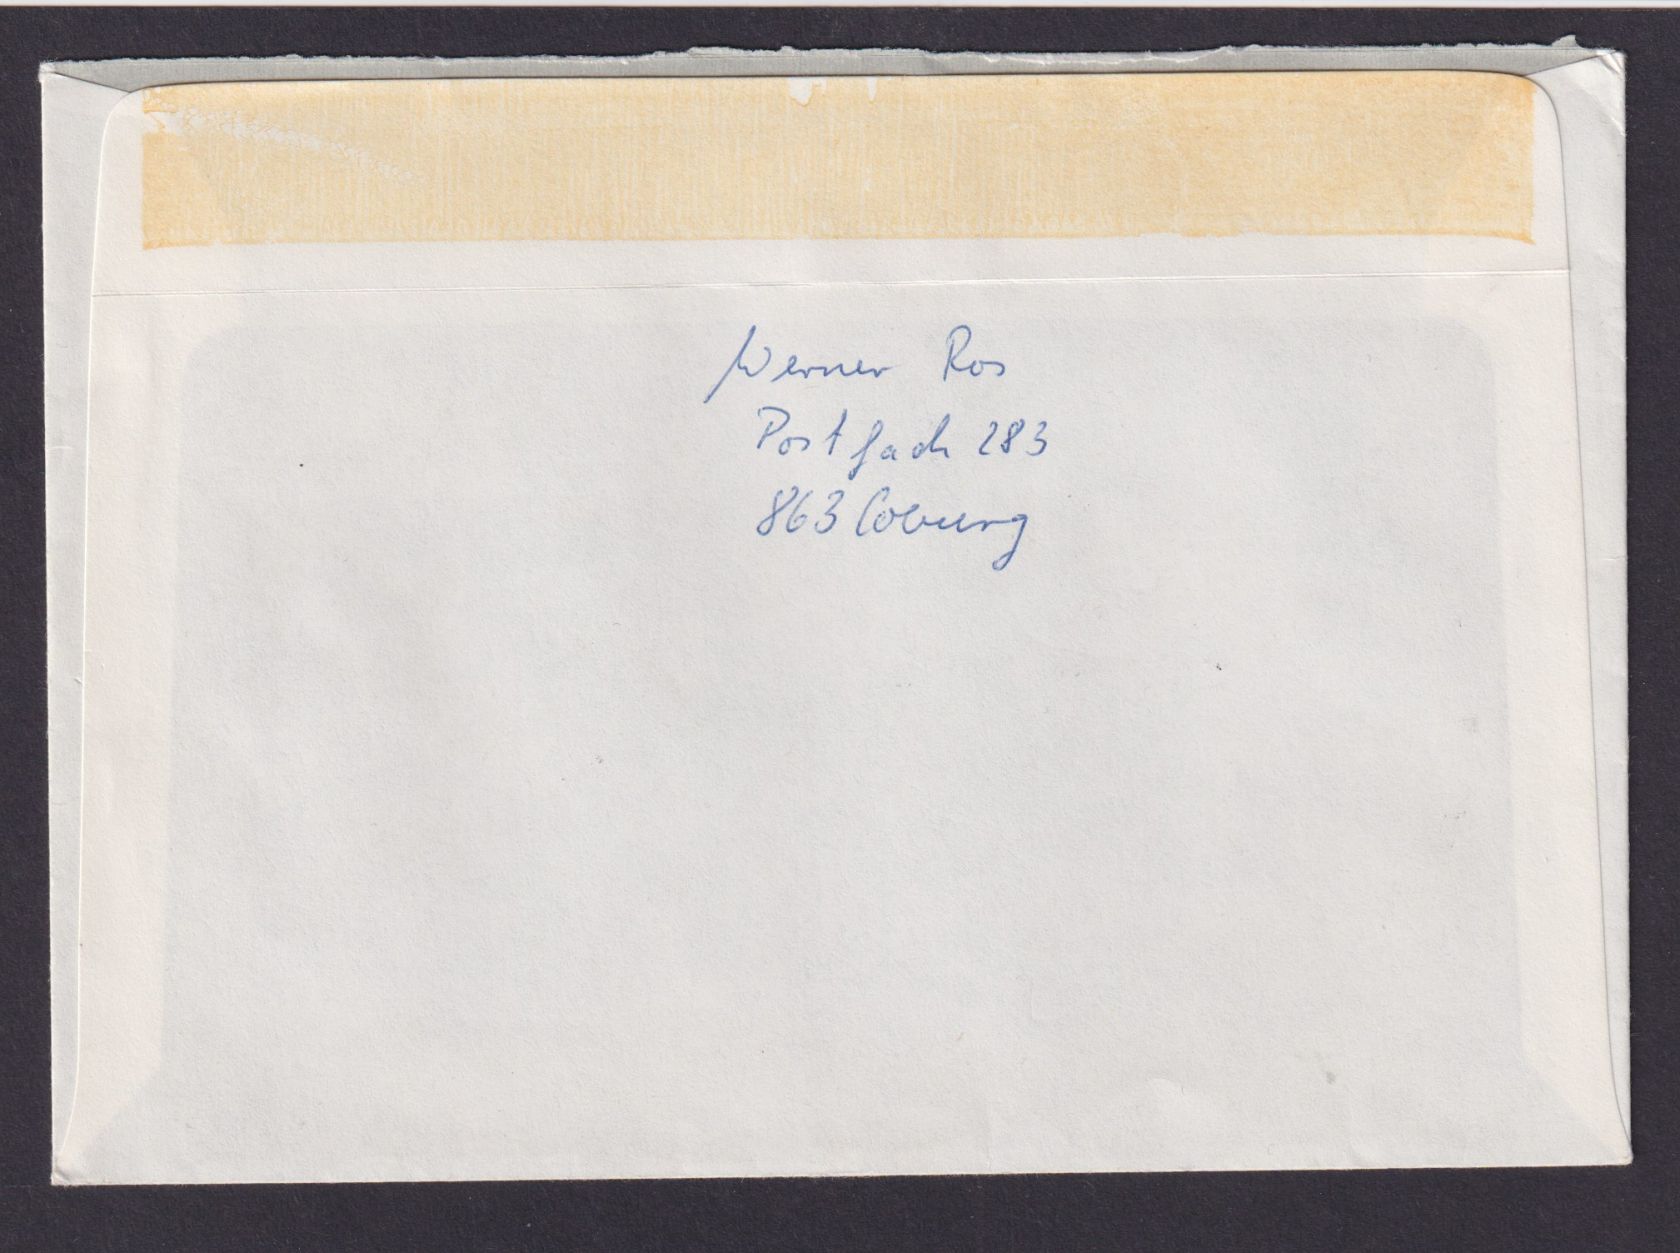 Werner Ros
Postfach 283
863 Coburg